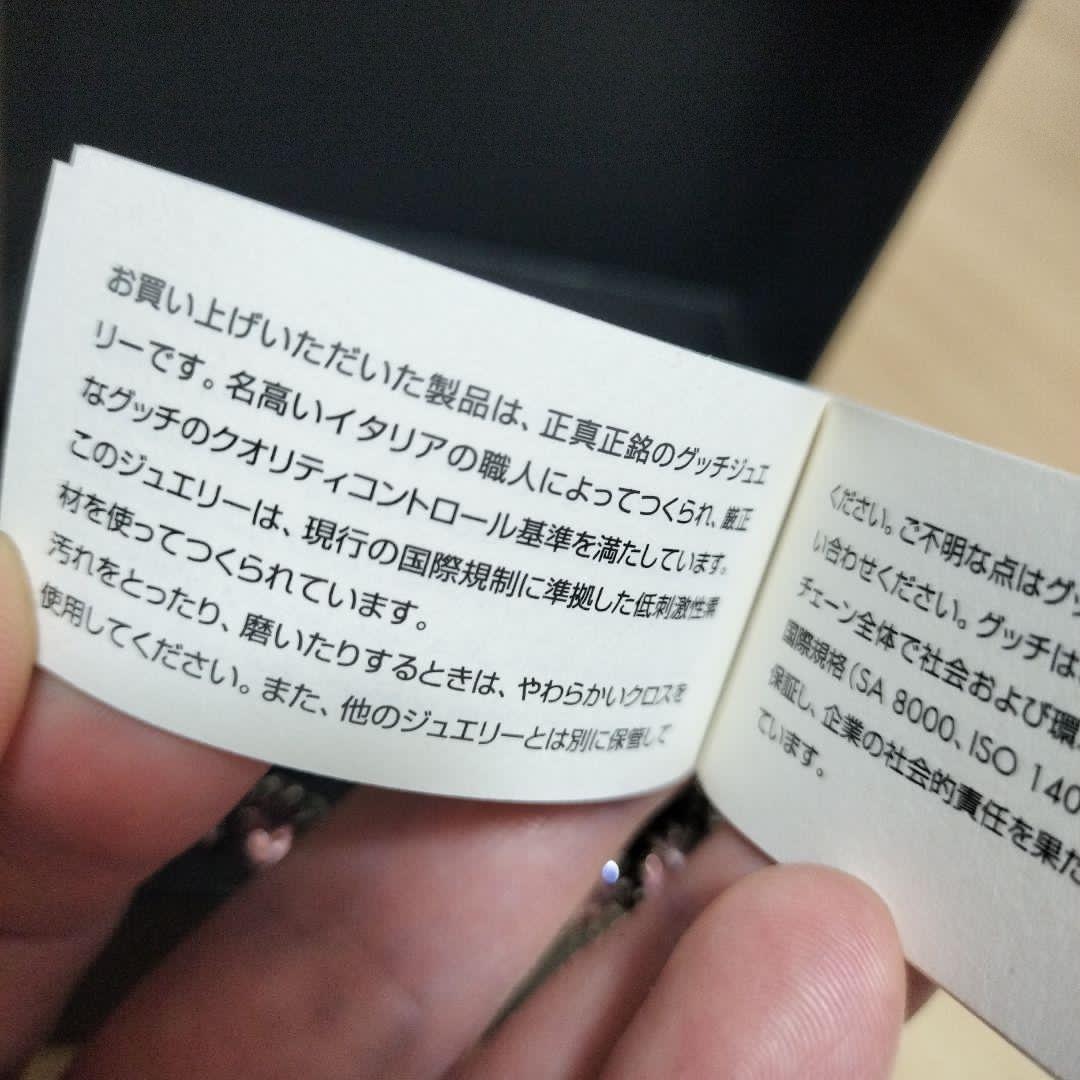 お買い上げいただいた製品は、正真正銘のグッチジュエ
リーです。名高いイタリアの職人によってつくられ、厳正
なグッチのクオリティコントロール基準を満たしています。
このジュエリーは、現行の国際規制に準拠した低刺激性素
材を使ってつくられています。
汚れをとったり、磨いたりするときは、やわらかいクロスを
使用してください。また、他のジュエリーとは別に保管して
ください。ご不明な点はグッ
い合わせください。グッチは
チェーン全体で社会および環
国際規格（SA 8000、ISO 140
保証し、企業の社会的責任を果た
ています。